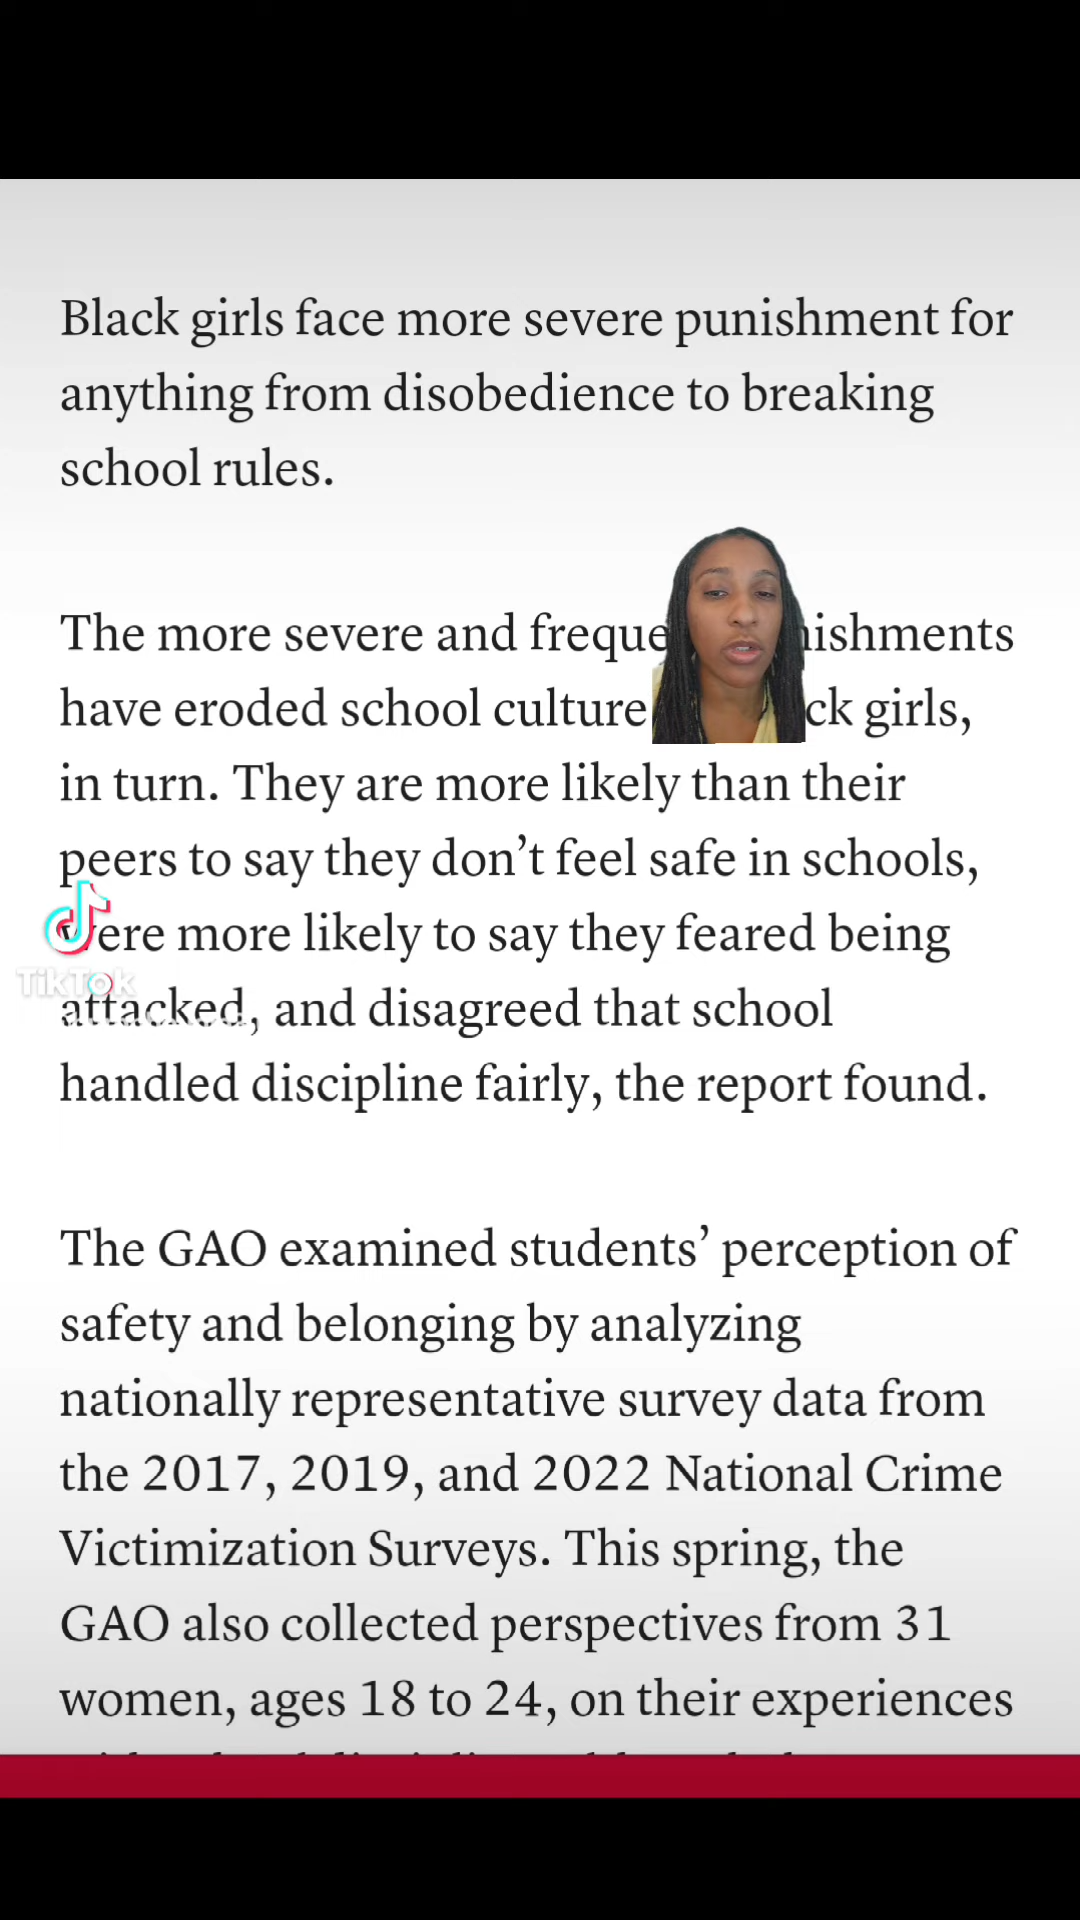 Black girls face more severe punishment for
anything from disobedience to breaking
school rules.
The more severe and
have eroded school culture girls,
in turn. They are more likely than their
peers to say they don’t feel safe in schools,
were more likely to say they feared being
TikTok
attacked, and disagreed that school
handled discipline fairly, the report found.
The GAO examined students’ perception of
safety and belonging by analyzing
nationally representative survey data from
the 2017, 2019, and 2022 National Crime
Victimization Surveys. This spring, the
GAO also collected perspectives from 31
women, ages 18 to 24, on their experiences